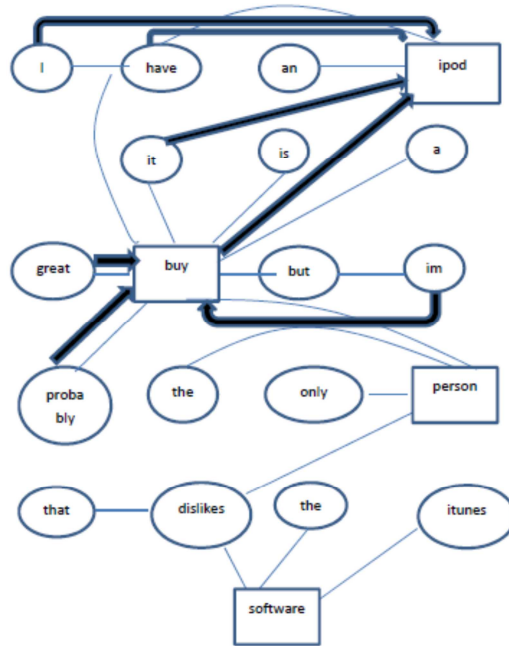 I have an ipod
it is a
great buy but im
proba
bly the only person
that dislikes the itunes
software